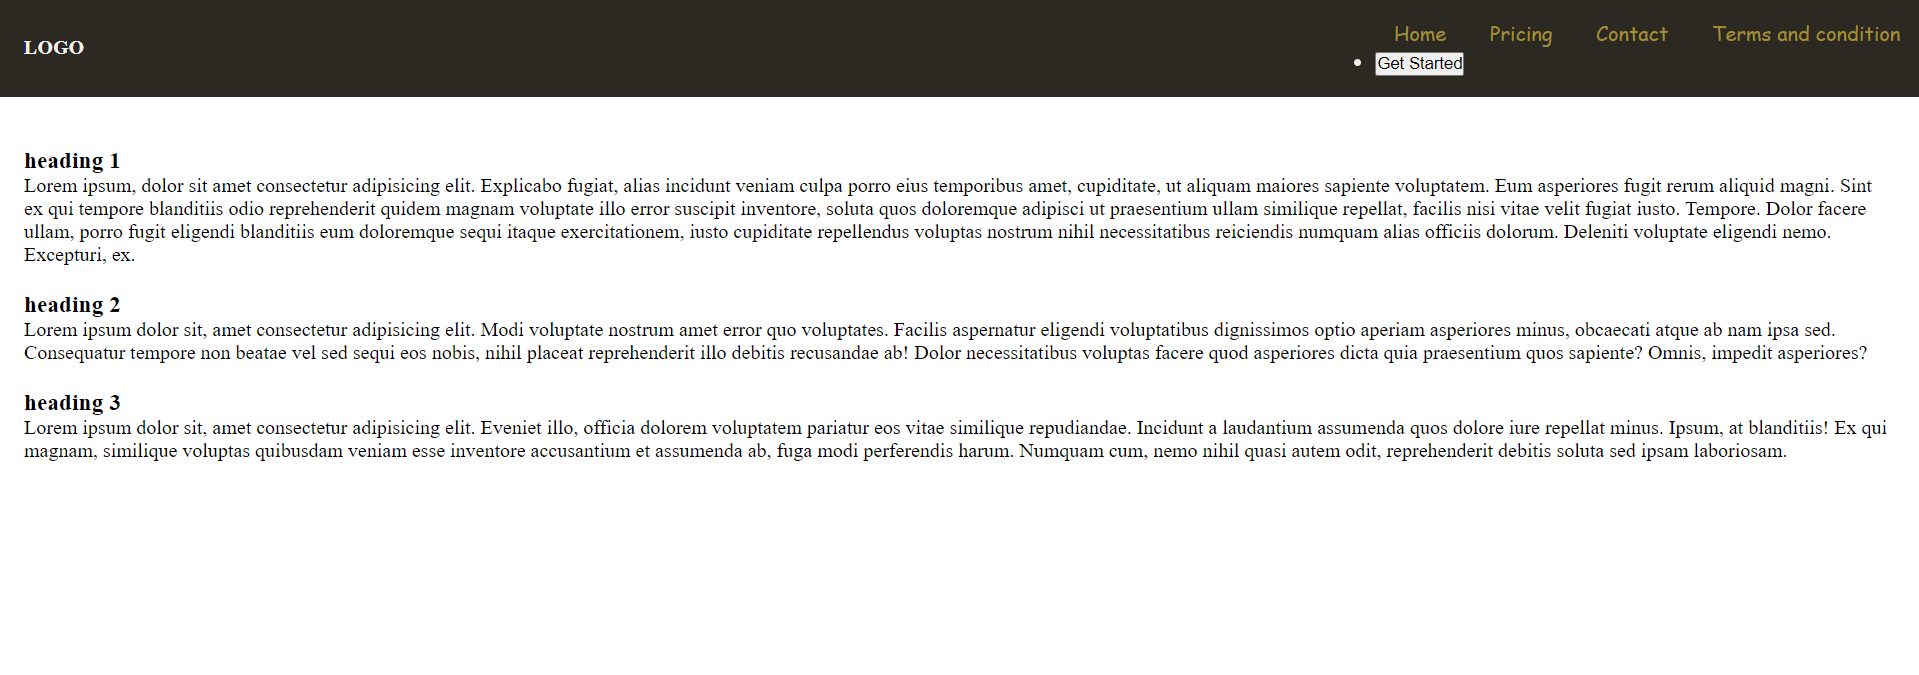 LOGO
Home Pricing Contact Terms and condition
Get Started
heading 1
Lorem ipsum, dolor sit amet consectetur adipisicing elit. Explicabo fugiat, alias incidunt veniam culpa porro eius temporibus amet, cupiditate, ut aliquam maiores sapiente voluptatem. Eum asperiores fugit rerum aliquid magni. Sint
ex qui tempore blanditiis odio reprehenderit quidem magnam voluptate illo error suscipit inventore, soluta quos doloremque adipisci ut praesentium ullam similique repellat, facilis nisi vitae velit fugiat iusto. Tempore. Dolor facere
ullam, porro fugit eligendi blanditiis eum doloremque sequi itaque exercitationem, iusto cupiditate repellendus voluptas nostrum nihil necessitatibus reiciendis numquam alias officiis dolorum. Deleniti voluptate eligendi nemo.
Excepturi, ex.
heading 2
Lorem ipsum dolor sit, amet consectetur adipisicing elit. Modi voluptate nostrum amet error quo voluptates. Facilis aspernatur eligendi voluptatibus dignissimos optio aperiam asperiores minus, obcaecati atque ab nam ipsa sed.
Consequatur tempore non beatae vel sed sequi eos nobis, nihil placeat reprehenderit illo debitis recusandae ab! Dolor necessitatibus voluptas facere quod asperiores dicta quia praesentium quos sapiente? Omnis, impedit asperiores?
heading 3
Lorem ipsum dolor sit, amet consectetur adipisicing elit. Eveniet illo, officia dolorem voluptatem pariatur eos vitae similique repudiandae. Incidunt a laudantium assumenda quos dolore iure repellat minus. Ipsum, at blanditiis! Ex qui
magnam, similique voluptas quibusdam veniam esse inventore accusantium et assumenda ab, fuga modi perferendis harum. Numquam cum, nemo nihil quasi autem odit, reprehenderit debitis soluta sed ipsam laboriosam.